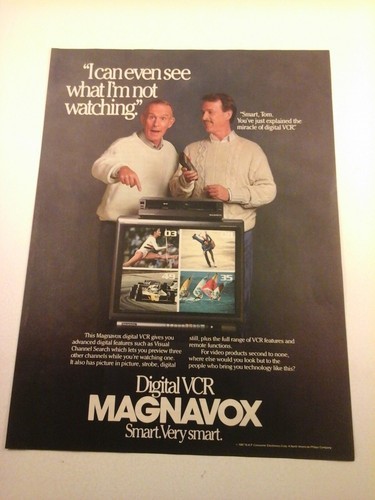 "I can even see
what I'm not
watching."
"Smart, Tom.
You've just explained the
miracle of digital VCR."
03
49
35
This Magnavox digital VCR gives you
advanced digital features such as Visual
Channel Search which lets you preview three
other channels while you're watching one.
It also has picture in picture, strobe, digital
still, plus the full range of VCR features and
remote functions.
For video products second to none,
where else would you look but to the
people who bring you technology like this?
Digital VCR
MAGNAVOX
Smart. Very smart.